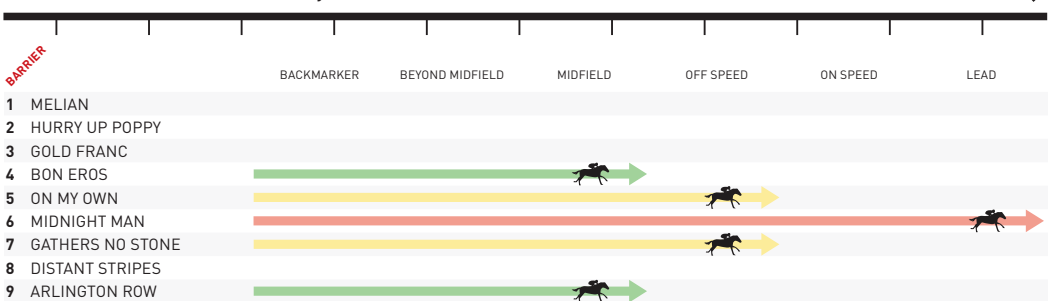 BARRIER
BACKMARKER BEYOND MIDFIELD MIDFIELD OFF SPEED ON SPEED LEAD
1 MELIAN
2 HURRY UP POPPY
3 GOLD FRANC
4 BON EROS
5 ON MY OWN
6 MIDNIGHT MAN
7 GATHERS NO STONE
8 DISTANT STRIPES
9 ARLINGTON ROW